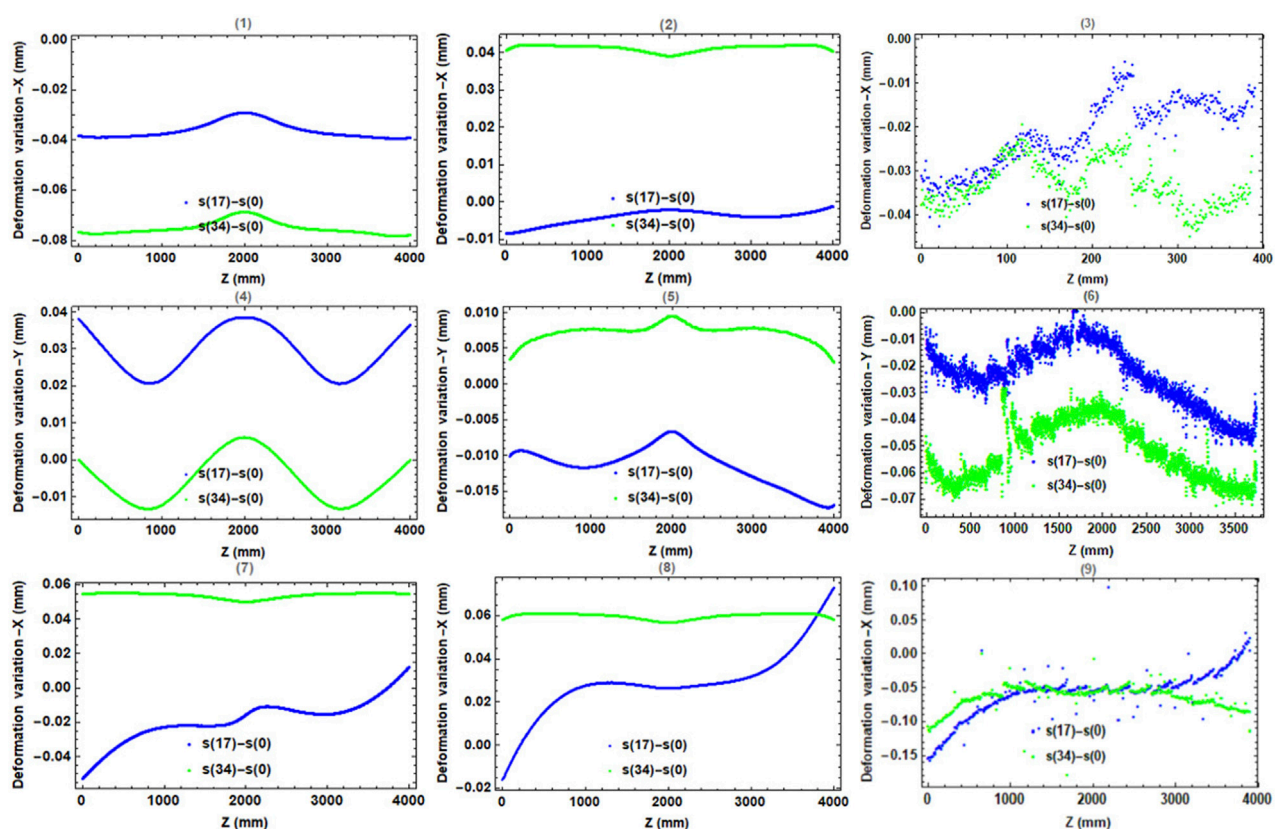 (1)
Deformation variation −X (mm)
0.00
−0.02
−0.04
−0.06
−0.08
s(17)−s(0)
s(34)−s(0)
0 1000 2000 3000 4000
Z (mm)
(2)
Deformation variation −X (mm)
0.04
0.03
0.02
0.01
0.00
−0.01
s(17)−s(0)
s(34)−s(0)
0 1000 2000 3000 4000
Z (mm)
(3)
Deformation variation −X (mm)
0.00
−0.01
−0.02
−0.03
−0.04
s(17)−s(0)
s(34)−s(0)
0 100 200 300 400
Z (mm)
(4)
Deformation variation −Y (mm)
0.04
0.03
0.02
0.01
0.00
−0.01
s(17)−s(0)
s(34)−s(0)
0 1000 2000 3000 4000
Z (mm)
(5)
Deformation variation −Y (mm)
0.010
0.005
0.000
−0.005
−0.010
−0.015
s(17)−s(0)
s(34)−s(0)
0 1000 2000 3000 4000
Z (mm)
(6)
Deformation variation −Y (mm)
−0.00
−0.01
−0.02
−0.03
−0.04
−0.05
−0.06
−0.07
s(17)−s(0)
s(34)−s(0)
0 500 1000 1500 2000 2500 3000 3500
Z (mm)
(7)
Deformation variation −X (mm)
0.06
0.04
0.02
0.00
−0.02
−0.04
s(17)−s(0)
s(34)−s(0)
0 1000 2000 3000 4000
Z (mm)
(8)
Deformation variation −X (mm)
0.06
0.04
0.02
0.00
−0.02
s(17)−s(0)
s(34)−s(0)
0 1000 2000 3000 4000
Z (mm)
(9)
Deformation variation −X (mm)
0.10
0.05
0.00
−0.05
−0.10
−0.15
s(17)−s(0)
s(34)−s(0)
0 1000 2000 3000 4000
Z (mm)